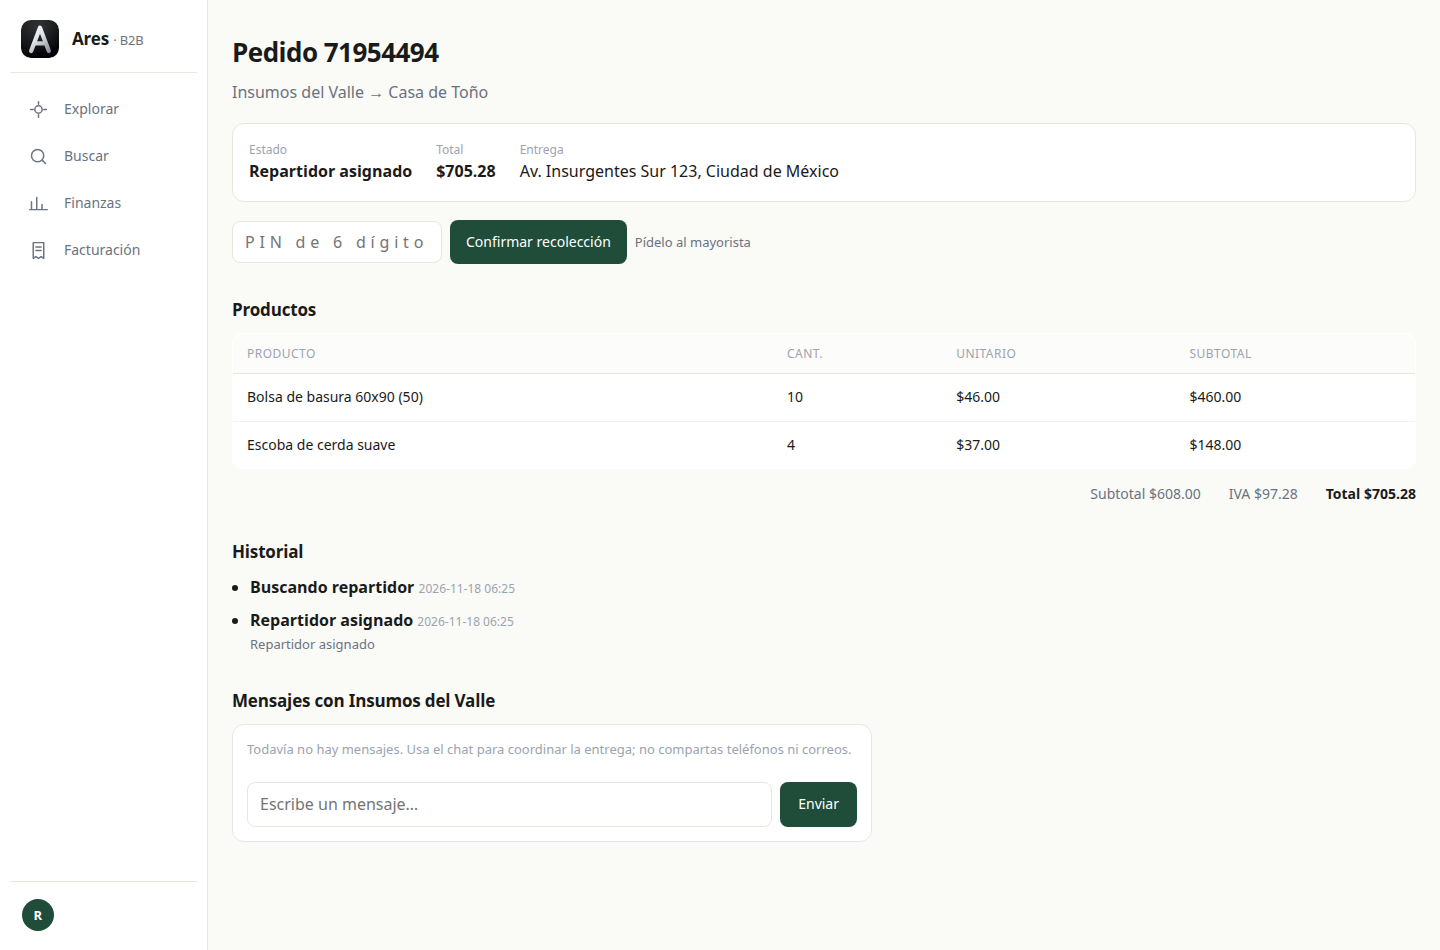 Ares · B2B
Explorar
Buscar
Finanzas
Facturación
R
Pedido 71954494
Insumos del Valle → Casa de Toño
Estado Total Entrega
Repartidor asignado $705.28 Av. Insurgentes Sur 123, Ciudad de México
PIN de 6 dígito Confirmar recolección Pídelo al mayorista
Productos
PRODUCTO CANT. UNITARIO SUBTOTAL
Bolsa de basura 60x90 (50) 10 $46.00 $460.00
Escoba de cerda suave 4 $37.00 $148.00
Subtotal $608.00 IVA $97.28 Total $705.28
Historial
Buscando repartidor 2026-11-18 06:25
Repartidor asignado 2026-11-18 06:25
Repartidor asignado
Mensajes con Insumos del Valle
Todavía no hay mensajes. Usa el chat para coordinar la entrega; no compartas teléfonos ni correos.
Escribe un mensaje... Enviar